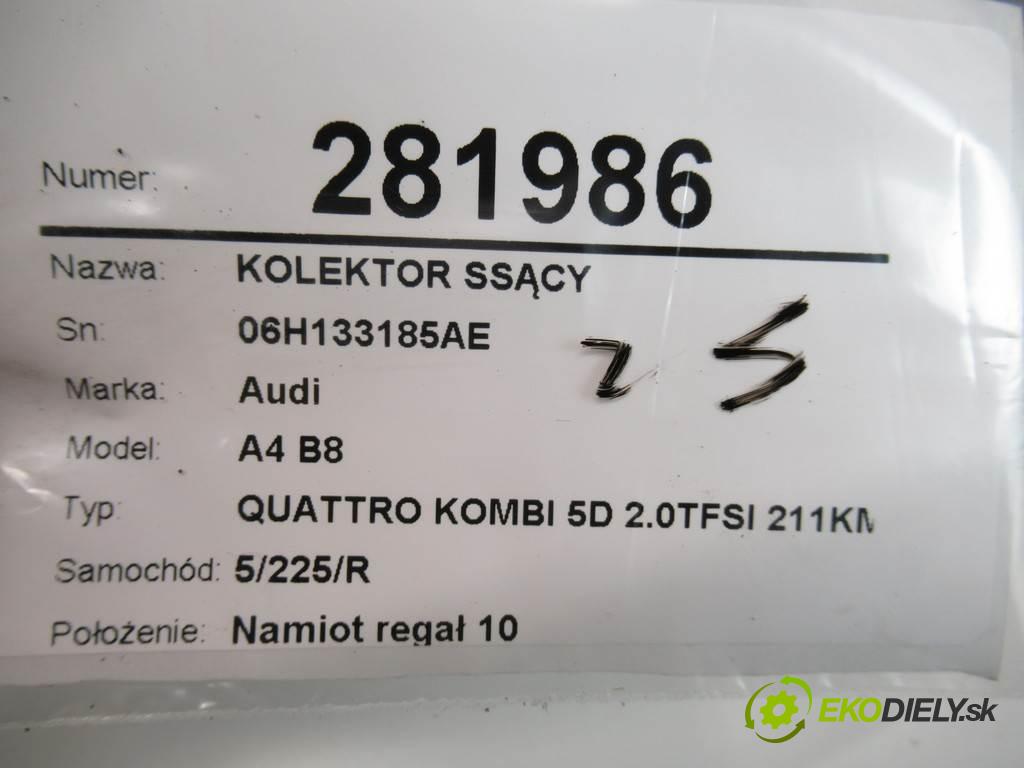 Numer: 281986
Nazwa: KOLEKTOR SSĄCY
Sn: 06H133185AE
Marka: Audi
Model: A4 B8
Typ: QUATTRO KOMBI 5D 2.0TFSI 211KM
Samochód: 5/225/R
Położenie: Namiot regał 10
EKODIELY.sk